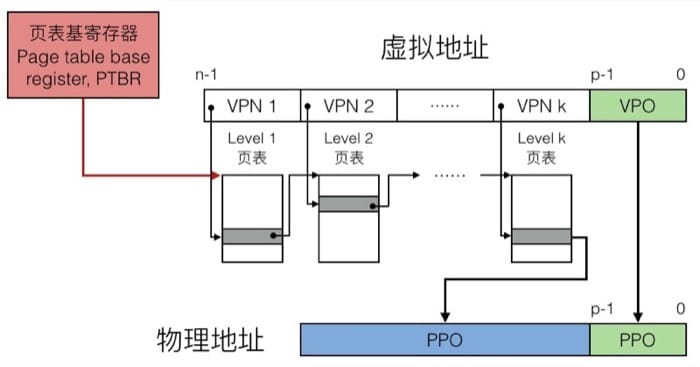 页表基寄存器
Page table base
register, PTBR
虚拟地址
n-1
p-1
0
VPN 1
VPN 2
……
VPN k
VPO
Level 1
页表
Level 2
页表
Level k
页表
……
物理地址
p-1
0
PPO
PPO